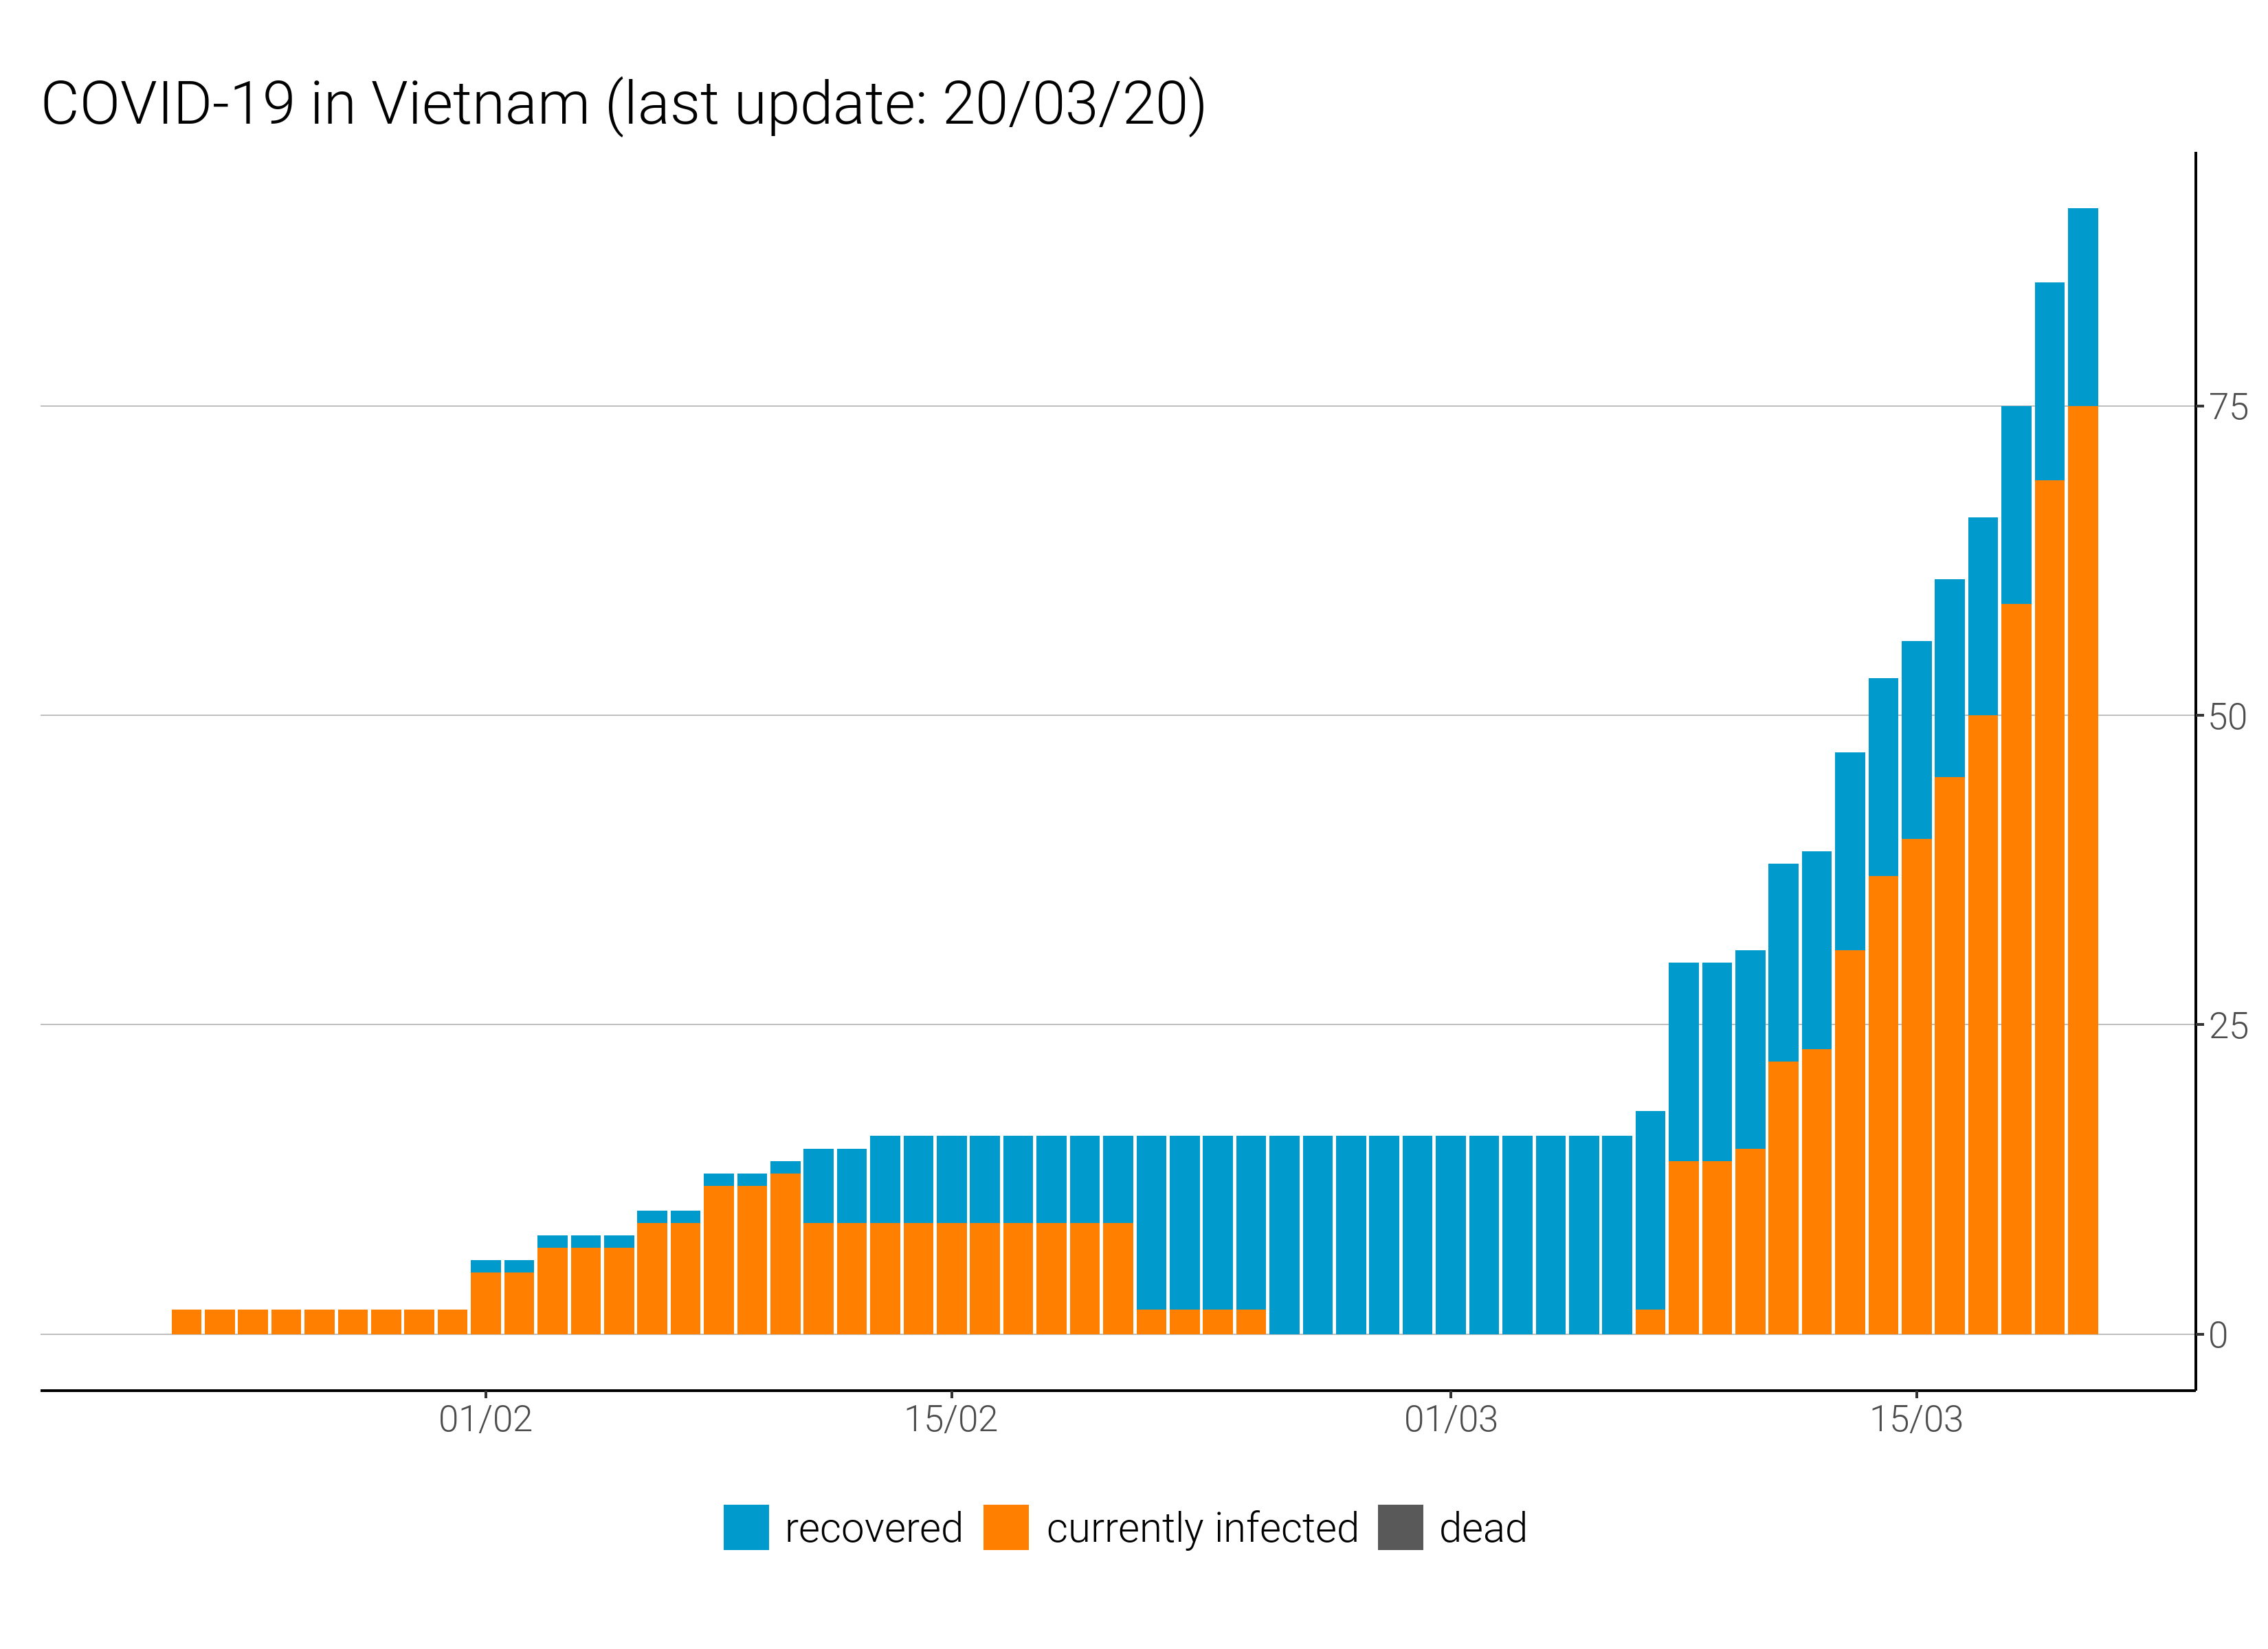 COVID-19 in Vietnam (last update: 20/03/20)
75
50
25
0
01/02 15/02 01/03 15/03
recovered currently infected dead